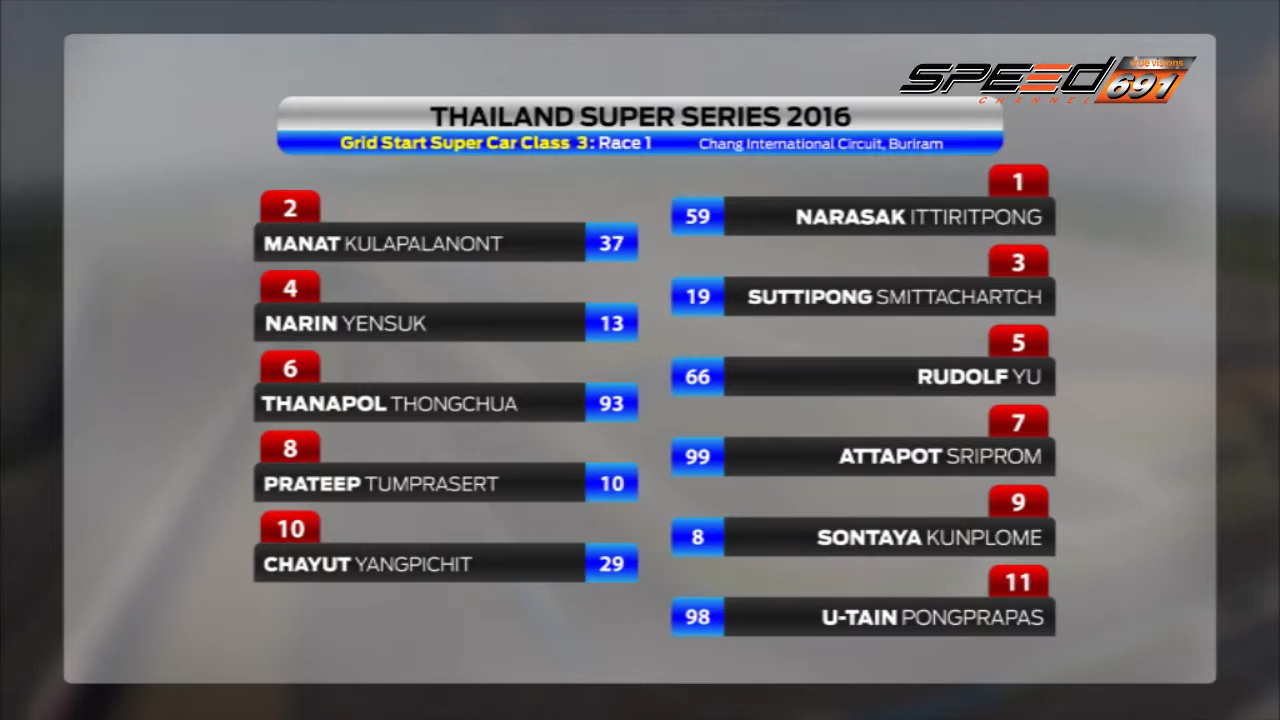 true visions
SPEED 691
CHANNEL
THAILAND SUPER SERIES 2016
Grid Start Super Car Class 3: Race 1 Chang International Circuit, Buriram
1
59 NARASAK ITTIRITPONG
2
MANAT KULAPALANONT 37
3
19 SUTTIPONG SMITTACHARTCH
4
NARIN YENSUK 13
5
66 RUDOLF YU
6
THANAPOL THONGCHUA 93
7
99 ATTAPOT SRIPROM
8
PRATEEP TUMPRASERT 10
9
8 SONTAYA KUNPLOME
10
CHAYUT YANGPICHIT 29
11
98 U-TAIN PONGPRAPAS